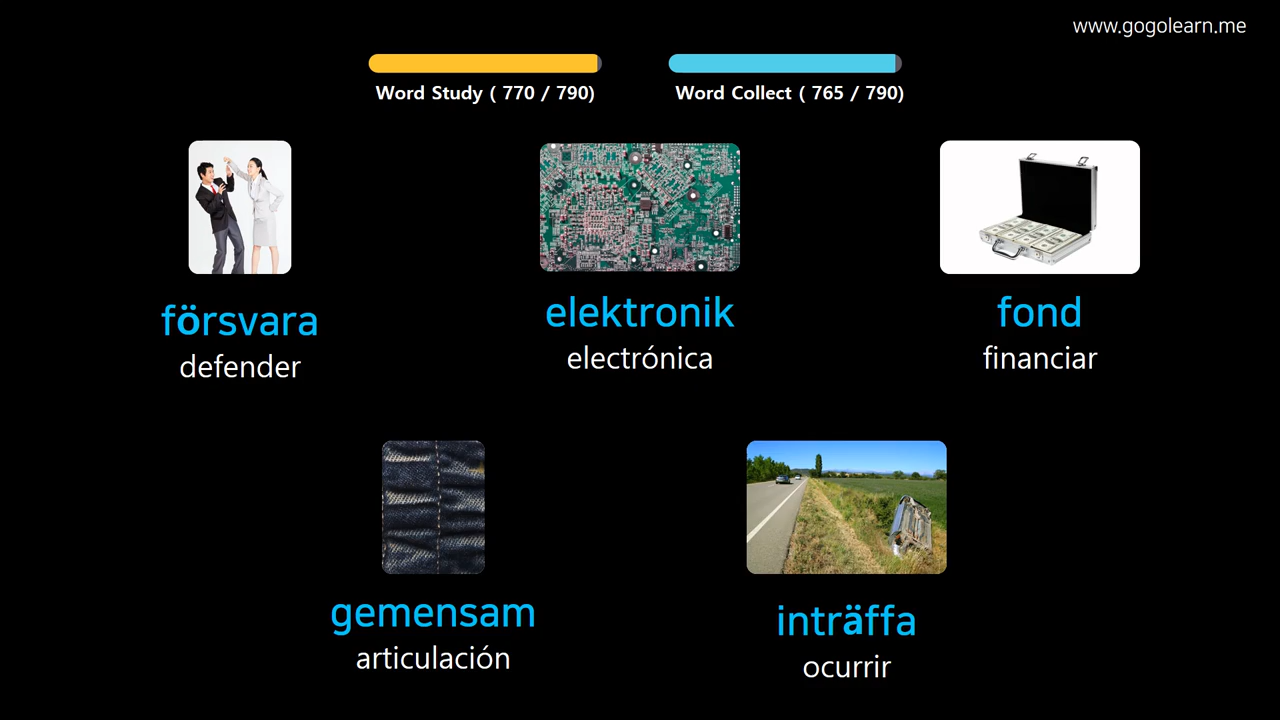 www.gogolearn.me
Word Study ( 770 / 790)
Word Collect ( 765 / 790)
försvara
defender
elektronik
electrónica
fond
financiar
gemensam
articulación
inträffa
ocurrir